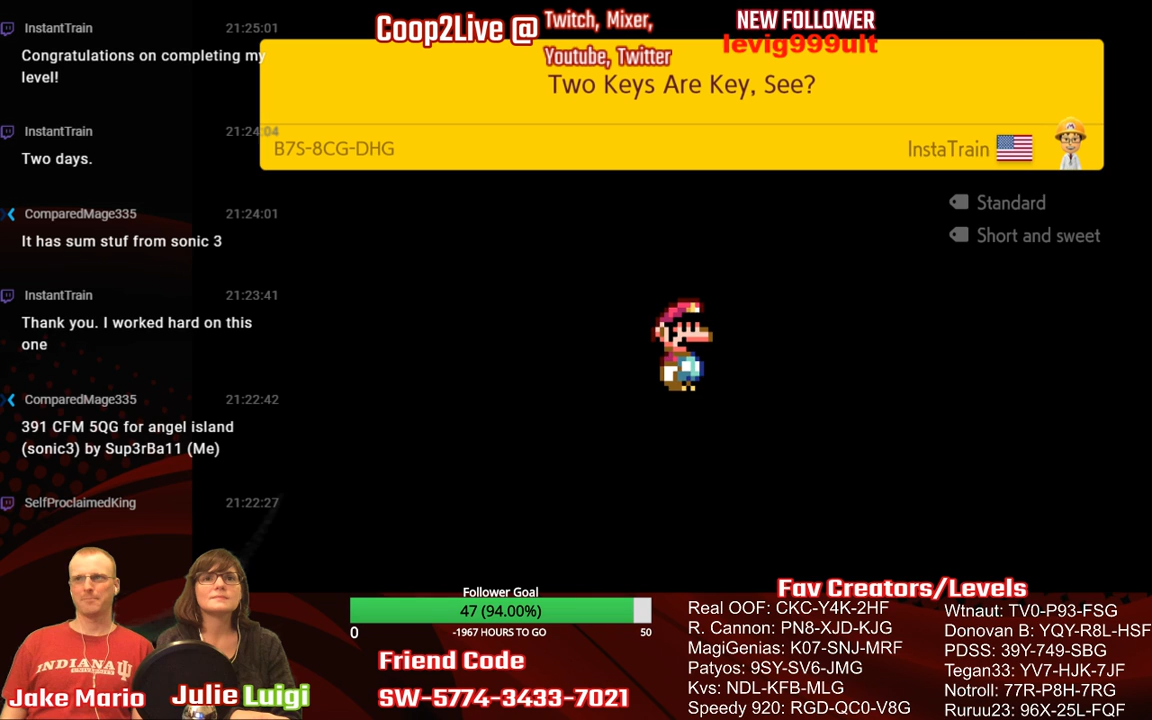 InstantTrain 21:25:01
Congratulations on completing my
level!
InstantTrain 21:24:04
Two days.
ComparedMage335 21:24:01
It has sum stuf from sonic 3
InstantTrain 21:23:41
Thank you. I worked hard on this
one
ComparedMage335 21:22:42
391 CFM 5QG for angel island
(sonic3) by Sup3rBa11 (Me)
SelfProclaimedKing 21:22:27
Coop2Live @ Twitch, Mixer,
Youtube, Twitter
NEW FOLLOWER
levig999ult
Two Keys Are Key, See?
B7S-8CG-DHG InstaTrain
Standard
Short and sweet
INDIANA
Jake Mario
Julie Luigi
Follower Goal
47 (94.00%)
0 -1967 HOURS TO GO 50
Friend Code
SW-5774-3433-7021
Fav Creators/Levels
Real OOF: CKC-Y4K-2HF
R. Cannon: PN8-XJD-KJG
MagiGenias: K07-SNJ-MRF
Patyos: 9SY-SV6-JMG
Kvs: NDL-KFB-MLG
Speedy 920: RGD-QC0-V8G
Wtnaut: TV0-P93-FSG
Donovan B: YQY-R8L-HSF
PDSS: 39Y-749-SBG
Tegan33: YV7-HJK-7JF
Notroll: 77R-P8H-7RG
Ruruu23: 96X-25L-FQF